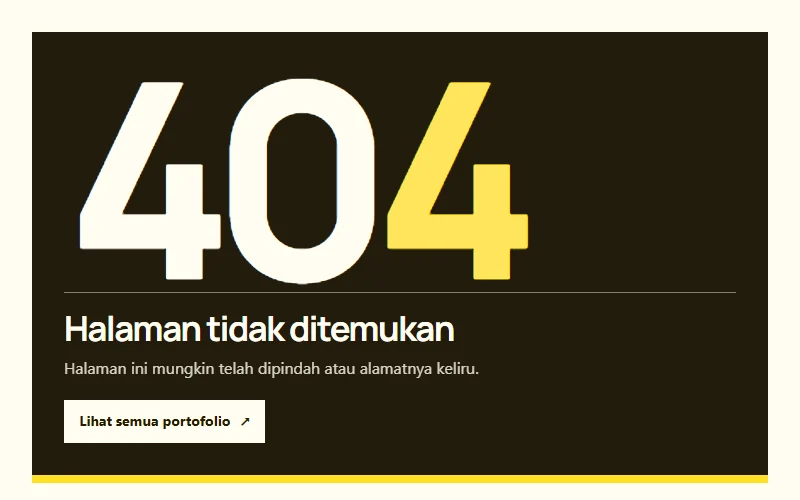 404
Halaman tidak ditemukan
Halaman ini mungkin telah dipindah atau alamatnya keliru.
Lihat semua portofolio ↗